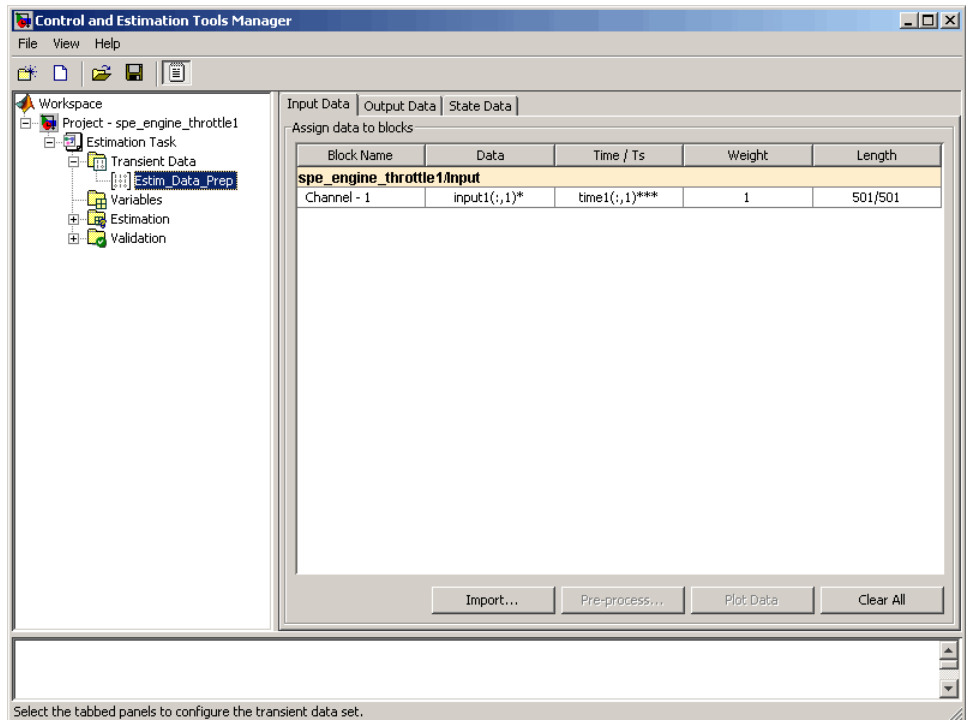 Control and Estimation Tools Manager
File View Help
Workspace
Project - spe_engine_throttle1
Estimation Task
Transient Data
Estim_Data_Prep
Variables
Estimation
Validation
Input Data Output Data State Data
Assign data to blocks
Block Name Data Time / Ts Weight Length
spe_engine_throttle1/Input
Channel - 1 input1(:,1)* time1(:,1)*** 1 501/501
Import... Pre-process... Plot Data Clear All
Select the tabbed panels to configure the transient data set.